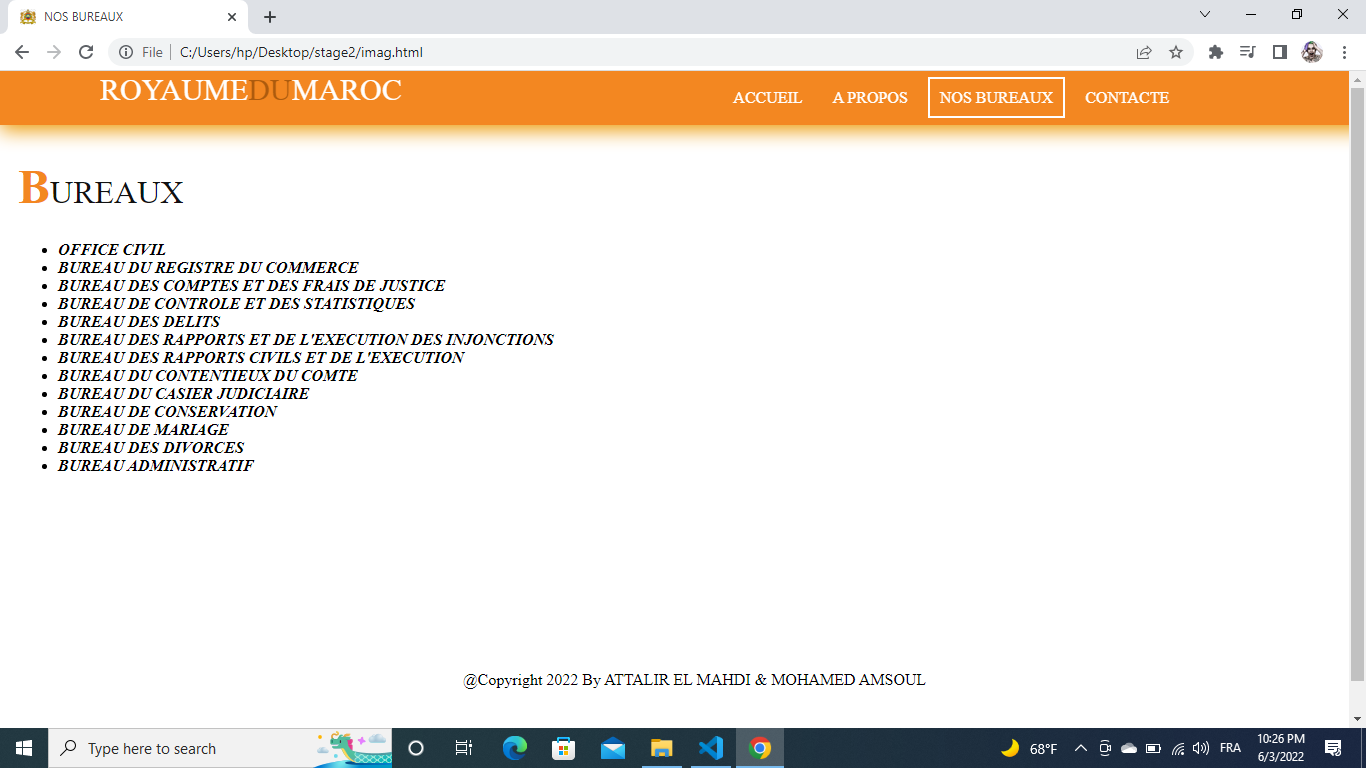 NOS BUREAUX
File
C:/Users/hp/Desktop/stage2/imag.html
ROYAUMEDUMAROC
ACCUEIL
A PROPOS
NOS BUREAUX
CONTACTE
BUREAUX
OFFICE CIVIL
BUREAU DU REGISTRE DU COMMERCE
BUREAU DES COMPTES ET DES FRAIS DE JUSTICE
BUREAU DE CONTROLE ET DES STATISTIQUES
BUREAU DES DELITS
BUREAU DES RAPPORTS ET DE L'EXECUTION DES INJONCTIONS
BUREAU DES RAPPORTS CIVILS ET DE L'EXECUTION
BUREAU DU CONTENTIEUX DU COMTE
BUREAU DU CASIER JUDICIAIRE
BUREAU DE CONSERVATION
BUREAU DE MARIAGE
BUREAU DES DIVORCES
BUREAU ADMINISTRATIF
@Copyright 2022 By ATTALIR EL MAHDI & MOHAMED AMSOUL
Type here to search
68°F
FRA
10:26 PM
6/3/2022